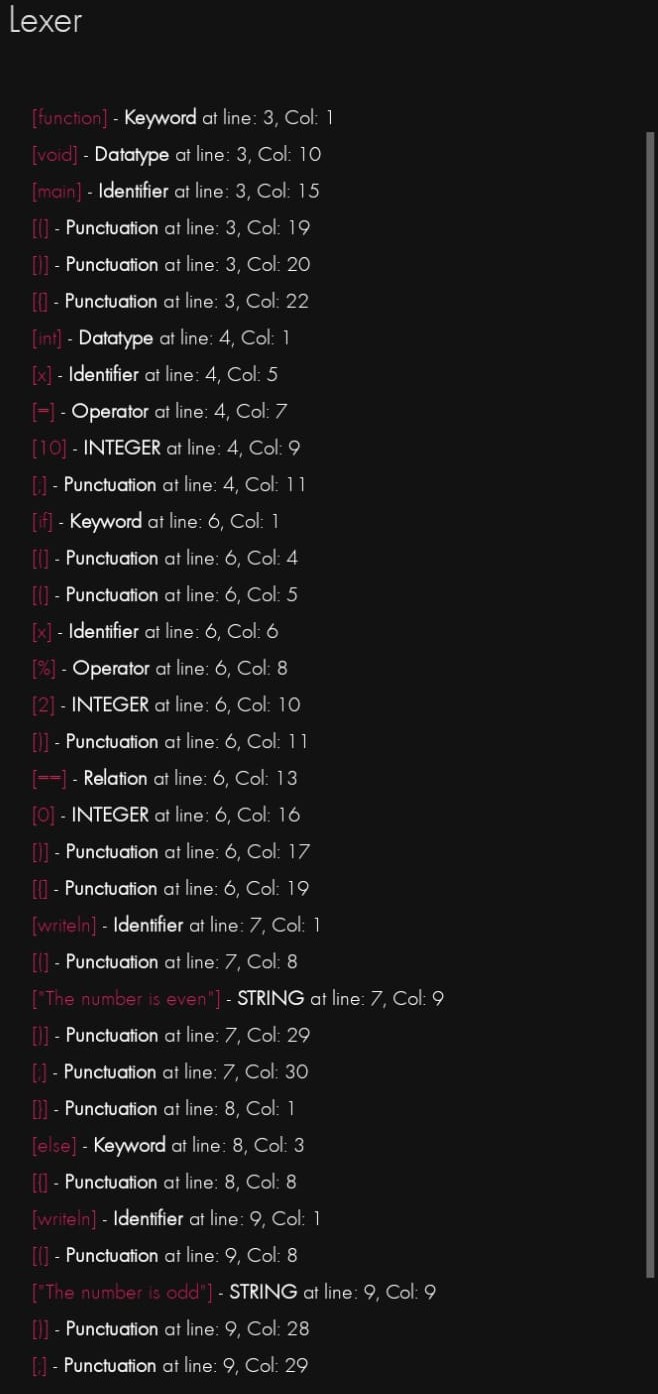 Lexer
[function] - Keyword at line: 3, Col: 1
[void] - Datatype at line: 3, Col: 10
[main] - Identifier at line: 3, Col: 15
[(] - Punctuation at line: 3, Col: 19
[)] - Punctuation at line: 3, Col: 20
[{] - Punctuation at line: 3, Col: 22
[int] - Datatype at line: 4, Col: 1
[x] - Identifier at line: 4, Col: 5
[=] - Operator at line: 4, Col: 7
[10] - INTEGER at line: 4, Col: 9
[;] - Punctuation at line: 4, Col: 11
[if] - Keyword at line: 6, Col: 1
[(] - Punctuation at line: 6, Col: 4
[(] - Punctuation at line: 6, Col: 5
[x] - Identifier at line: 6, Col: 6
[%] - Operator at line: 6, Col: 8
[2] - INTEGER at line: 6, Col: 10
[)] - Punctuation at line: 6, Col: 11
[==] - Relation at line: 6, Col: 13
[0] - INTEGER at line: 6, Col: 16
[)] - Punctuation at line: 6, Col: 17
[{] - Punctuation at line: 6, Col: 19
[writeln] - Identifier at line: 7, Col: 1
[(] - Punctuation at line: 7, Col: 8
["The number is even"] - STRING at line: 7, Col: 9
[)] - Punctuation at line: 7, Col: 29
[;] - Punctuation at line: 7, Col: 30
[}] - Punctuation at line: 8, Col: 1
[else] - Keyword at line: 8, Col: 3
[{] - Punctuation at line: 8, Col: 8
[writeln] - Identifier at line: 9, Col: 1
[(] - Punctuation at line: 9, Col: 8
["The number is odd"] - STRING at line: 9, Col: 9
[)] - Punctuation at line: 9, Col: 28
[;] - Punctuation at line: 9, Col: 29